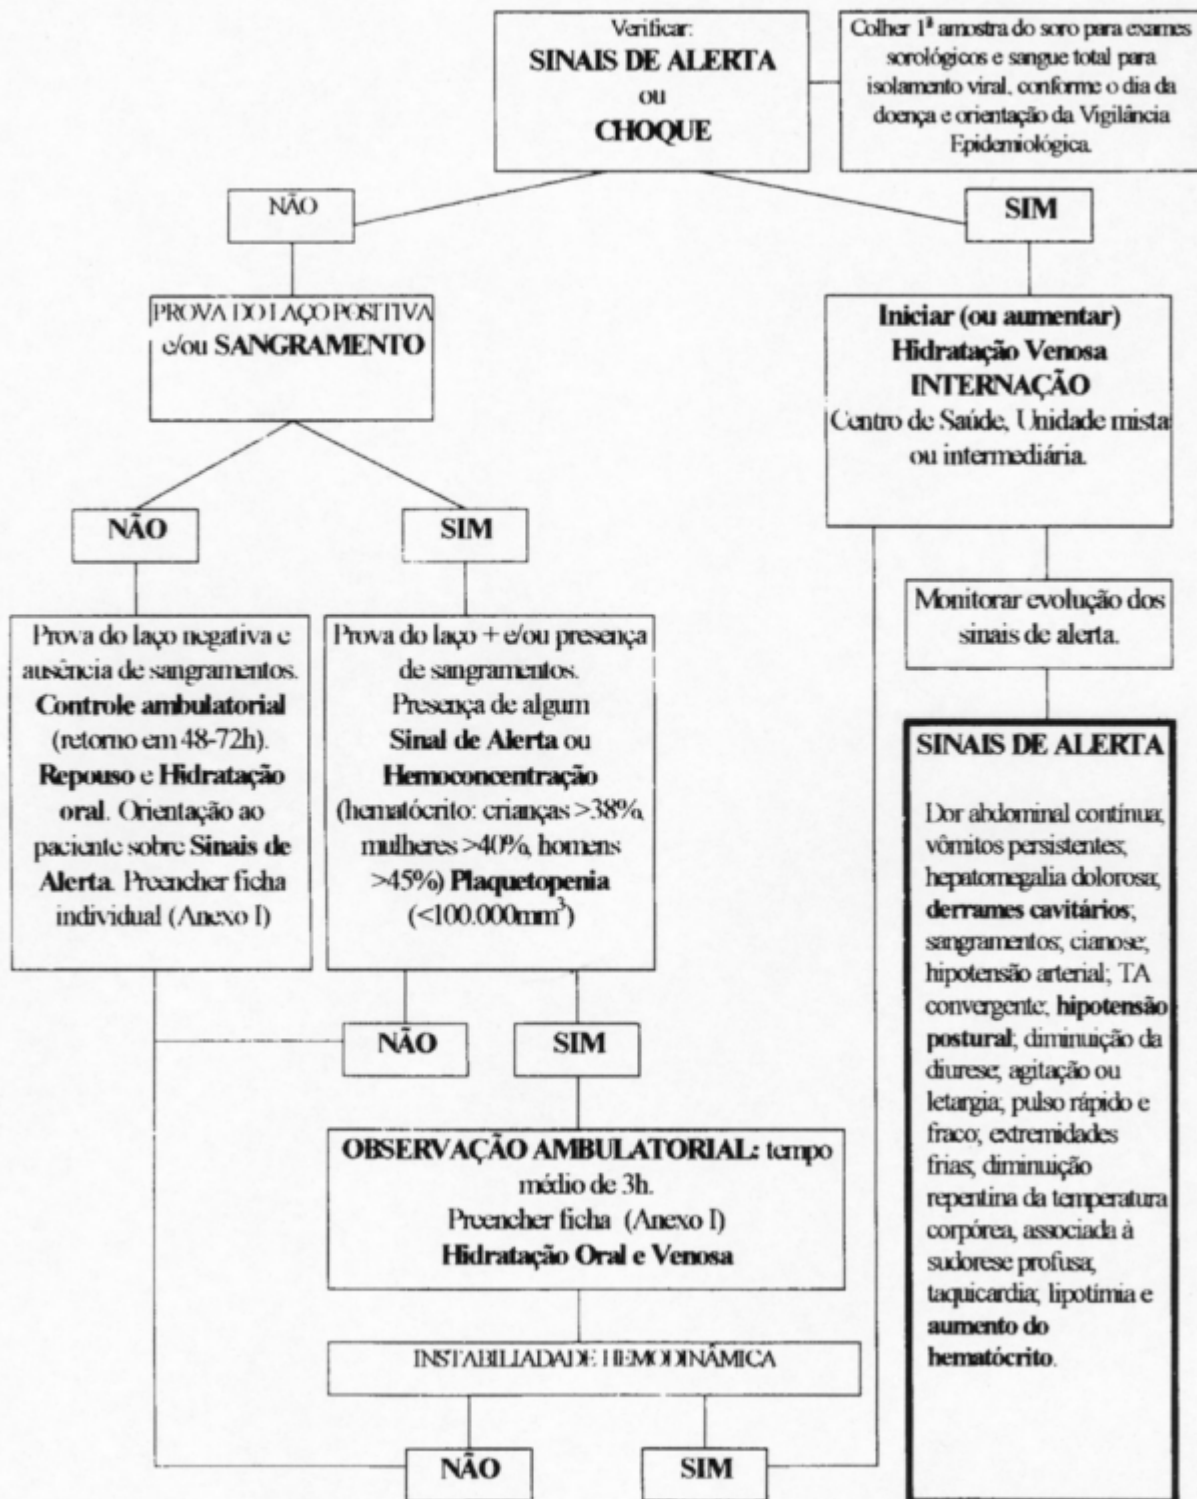 Verificar:
SINAIS DE ALERTA
ou
CHOQUE
Colher 1ª amostra do soro para exames
sorológicos e sangue total para
isolamento viral, conforme o dia da
doença e orientação da Vigilância
Epidemiológica.
NÃO
SIM
PROVA DO LAÇO POSITIVA
e/ou SANGRAMENTO
Iniciar (ou aumentar)
Hidratação Venosa
INTERNAÇÃO
Centro de Saúde, Unidade mista
ou intermediária.
NÃO
SIM
Monitorar evolução dos
sinais de alerta.
Prova do laço negativa e
ausência de sangramentos.
Controle ambulatorial
(retorno em 48-72h).
Repouso e Hidratação
oral. Orientação ao
paciente sobre Sinais de
Alerta. Preencher ficha
individual (Anexo I)
Prova do laço + e/ou presença
de sangramentos.
Presença de algum
Sinal de Alerta ou
Hemoconcentração
(hematócrito: crianças >38%,
mulheres >40%, homens
>45%) Plaquetopenia
(<100.000mm³)
SINAIS DE ALERTA
Dor abdominal contínua;
vômitos persistentes;
hepatomegalia dolorosa;
derrames cavitários;
sangramentos; cianose;
hipotensão arterial; TA
convergente; hipotensão
postural; diminuição da
diurese; agitação ou
letargia; pulso rápido e
fraco; extremidades
frias; diminuição
repentina da temperatura
corpórea, associada à
sudorese profusa;
taquicardia; lipotímia e
aumento do
hematócrito.
NÃO
SIM
OBSERVAÇÃO AMBULATORIAL: tempo
médio de 3h.
Preencher ficha (Anexo I)
Hidratação Oral e Venosa
INSTABILIADADE HEMODINÂMICA
NÃO
SIM